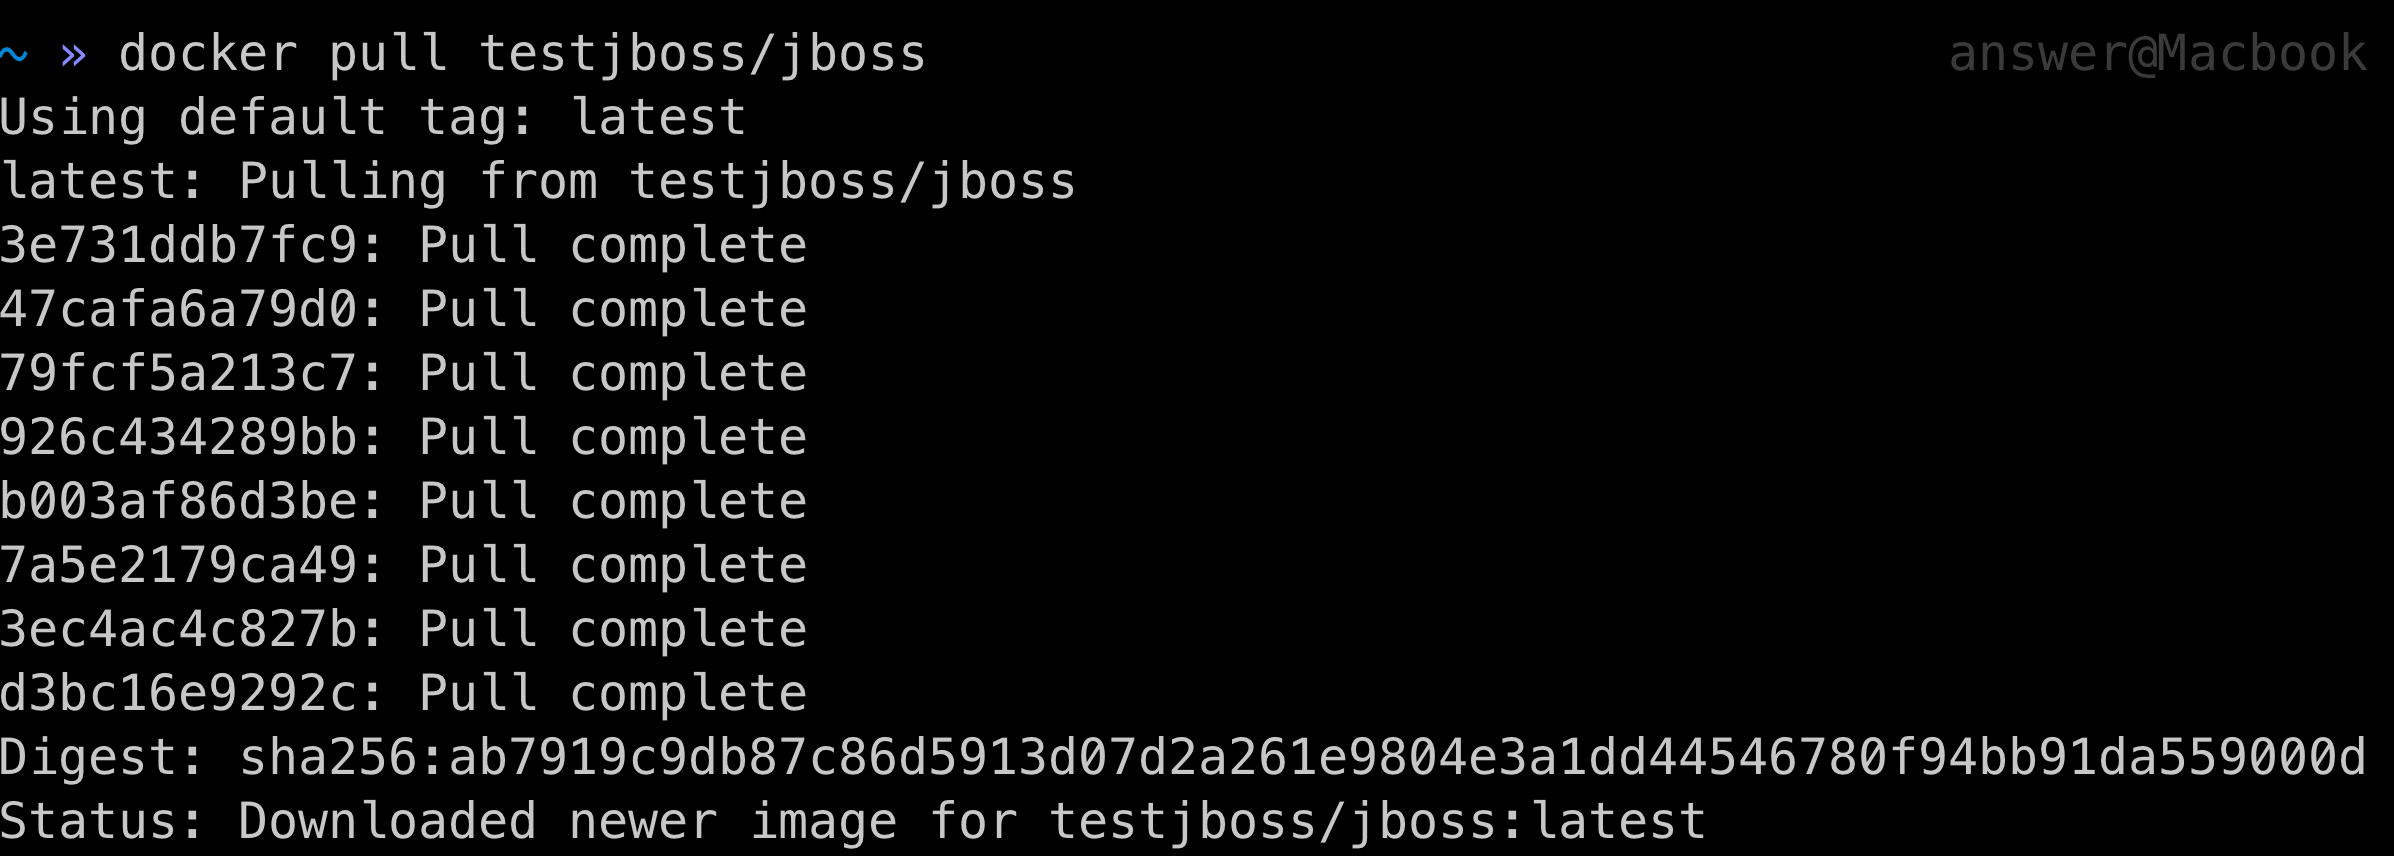 ~ » docker pull testjboss/jboss answer@Macbook
Using default tag: latest
latest: Pulling from testjboss/jboss
3e731ddb7fc9: Pull complete
47cafa6a79d0: Pull complete
79fcf5a213c7: Pull complete
926c434289bb: Pull complete
b003af86d3be: Pull complete
7a5e2179ca49: Pull complete
3ec4ac4c827b: Pull complete
d3bc16e9292c: Pull complete
Digest: sha256:ab7919c9db87c86d5913d07d2a261e9804e3a1dd44546780f94bb91da559000d
Status: Downloaded newer image for testjboss/jboss:latest